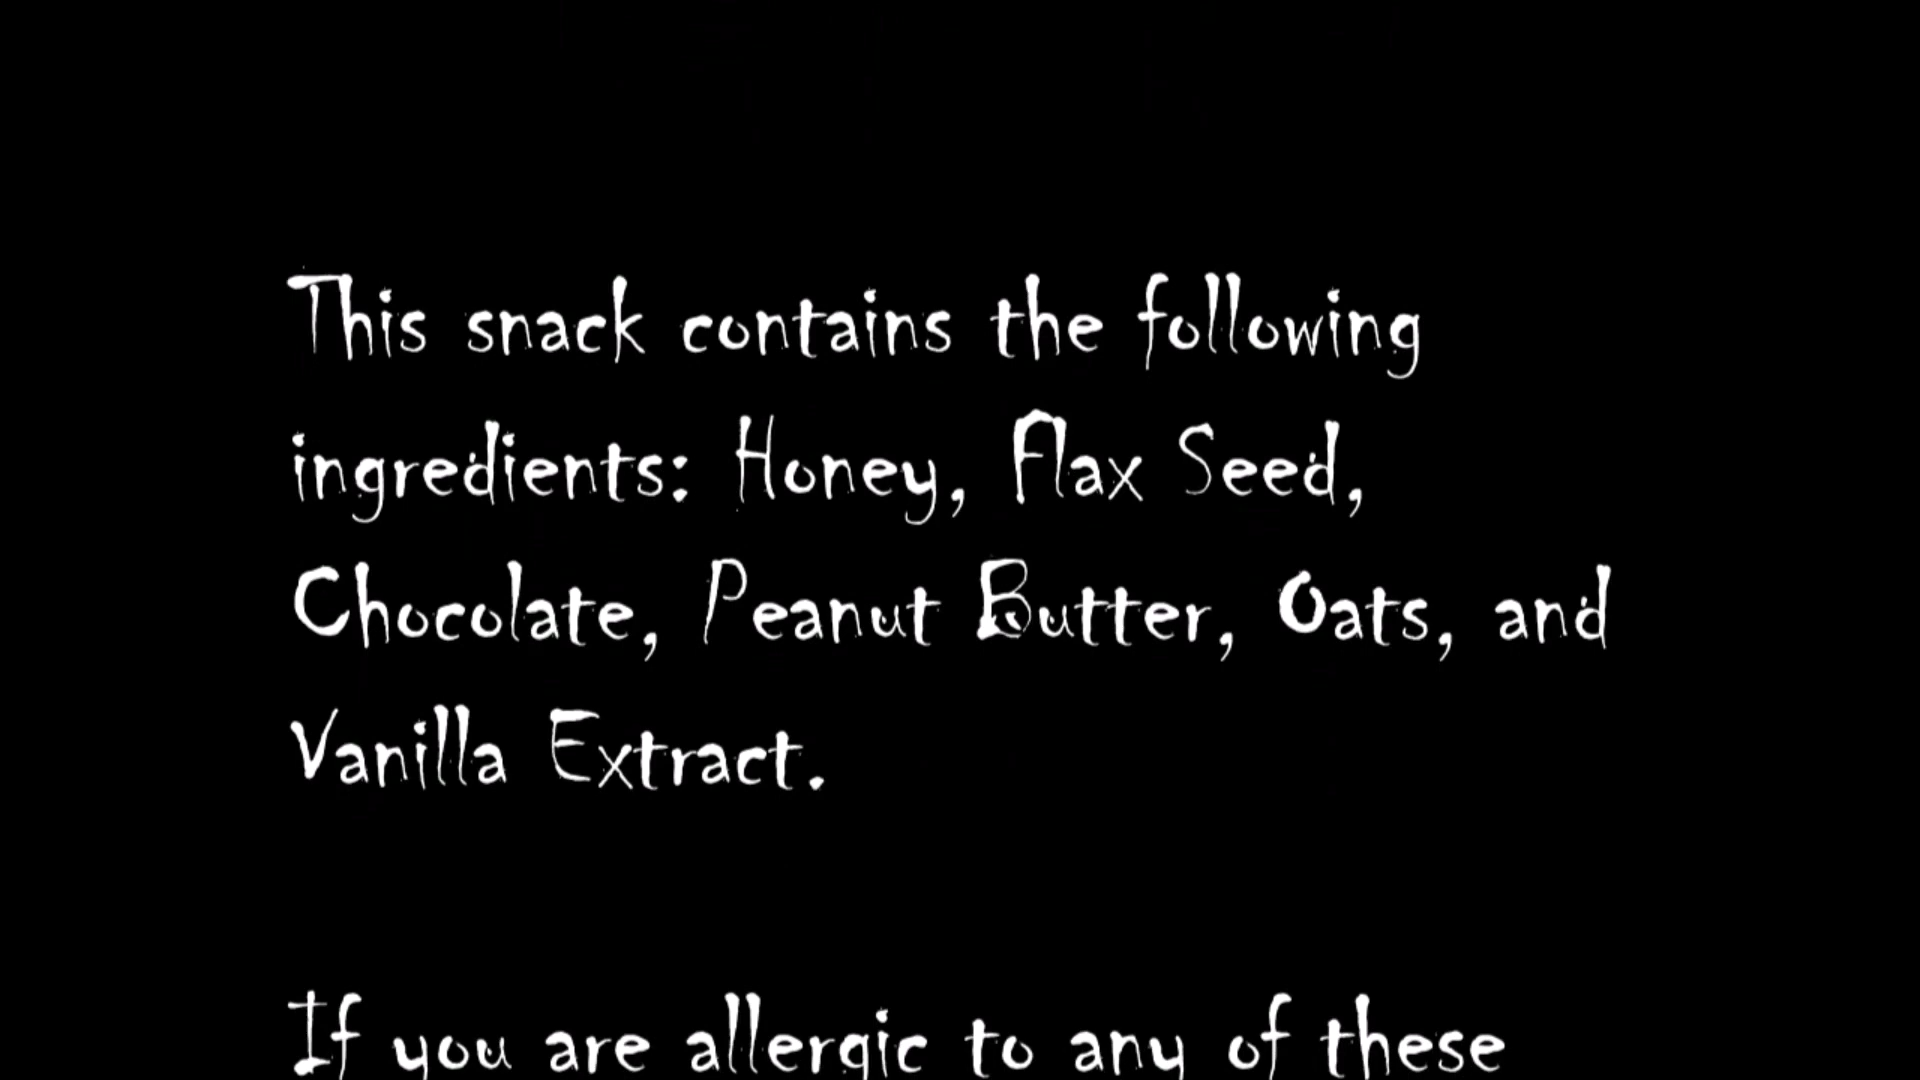 This snack contains the following
ingredients: Honey, Flax Seed,
Chocolate, Peanut Butter, Oats, and
Vanilla Extract.
If you are allergic to any of these